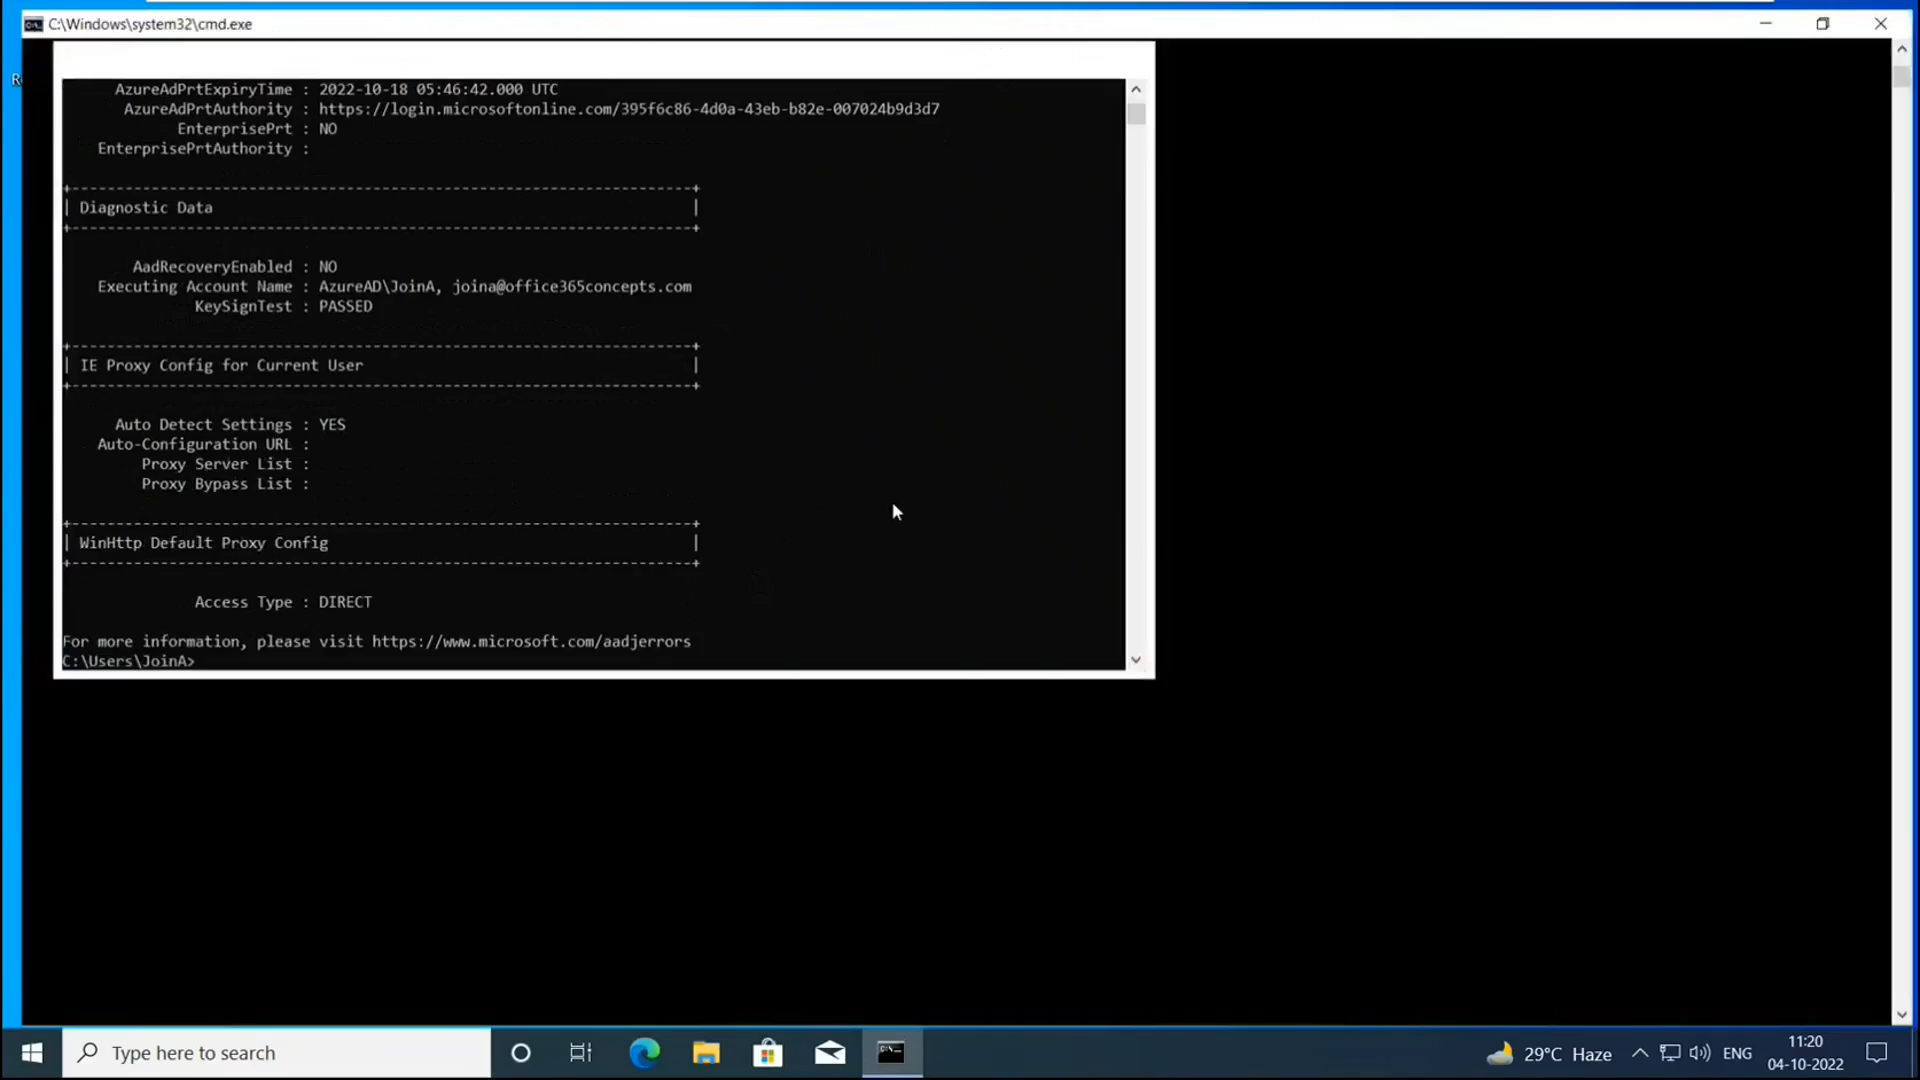 C:\Windows\system32\cmd.exe
AzureAdPrtExpiryTime : 2022-10-18 05:46:42.000 UTC
AzureAdPrtAuthority : https://login.microsoftonline.com/395f6c86-4d0a-43eb-b82e-007024b9d3d7
EnterprisePrt : NO
EnterprisePrtAuthority :
+----------------------------------------------------------------------+
| Diagnostic Data |
+----------------------------------------------------------------------+
AadRecoveryEnabled : NO
Executing Account Name : AzureAD\JoinA, joina@office365concepts.com
KeySignTest : PASSED
+----------------------------------------------------------------------+
| IE Proxy Config for Current User |
+----------------------------------------------------------------------+
Auto Detect Settings : YES
Auto-Configuration URL :
Proxy Server List :
Proxy Bypass List :
+----------------------------------------------------------------------+
| WinHttp Default Proxy Config |
+----------------------------------------------------------------------+
Access Type : DIRECT
For more information, please visit https://www.microsoft.com/aadjerrors
C:\Users\JoinA>
Type here to search
29°C Haze
ENG
11:20
04-10-2022